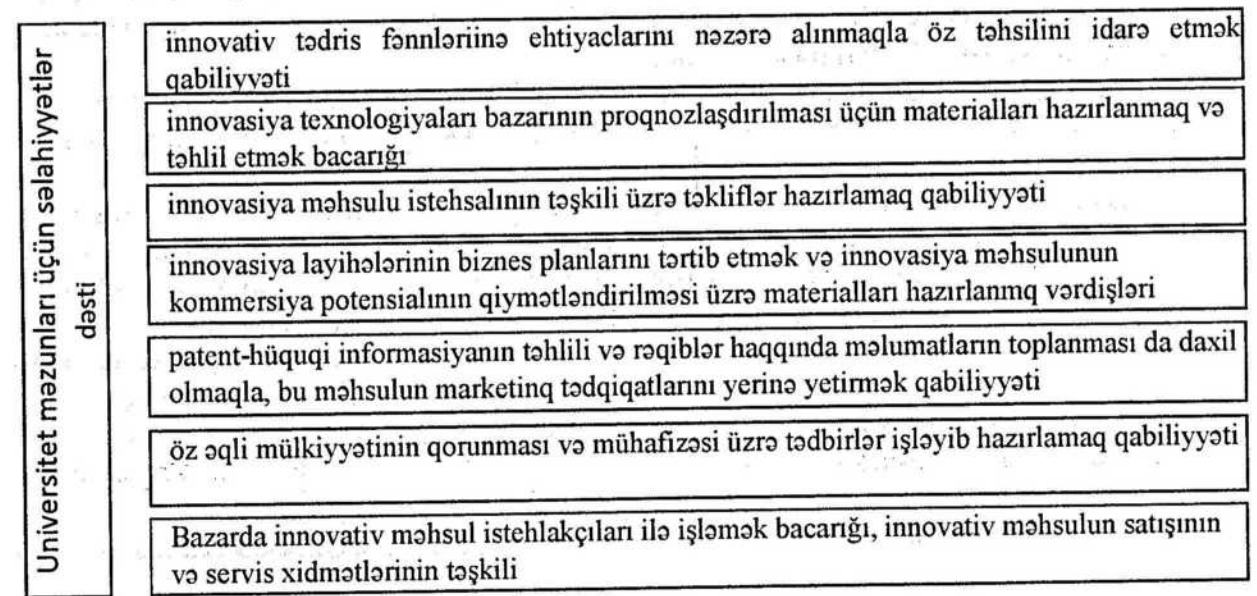 Universitet məzunları üçün səlahiyyətlər
dəsti
innovativ tədris fənnləriinə ehtiyaclarını nəzərə alınmaqla öz təhsilini idarə etmək
qabiliyvəti
innovasiya texnologiyaları bazarının proqnozlaşdırılması üçün materialları hazırlanmaq və
təhlil etmək bacarığı
innovasiya məhsulu istehsalının təşkili üzrə təkliflər hazırlamaq qabiliyyəti
innovasiya layihələrinin biznes planlarını tərtib etmək və innovasiya məhsulunun
kommersiya potensialının qiymətləndirilməsi üzrə materialları hazırlanmq vərdişləri
patent-hüquqi informasiyanın təhlili və rəqiblər haqqında məlumatların toplanması da daxil
olmaqla, bu məhsulun marketinq tədqiqatlarını yerinə yetirmək qabiliyyəti
öz əqli mülkiyyətinin qorunması və mühafizəsi üzrə tədbirlər işləyib hazırlamaq qabiliyyəti
Bazarda innovativ məhsul istehlakçıları ilə işləmək bacarığı, innovativ məhsulun satışının
və servis xidmətlərinin təşkili